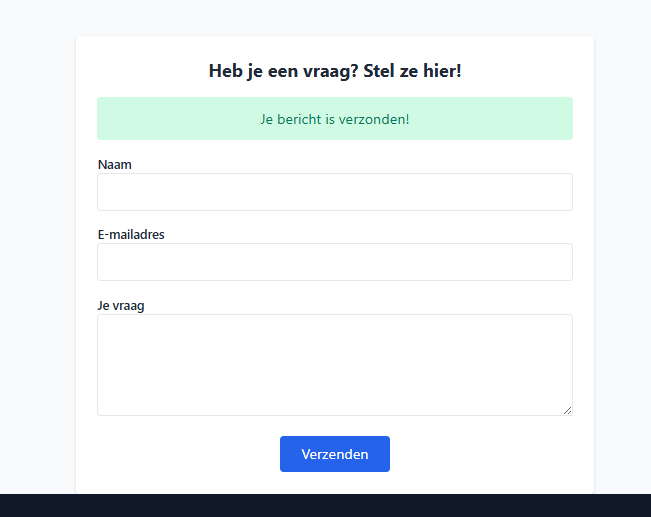 Heb je een vraag? Stel ze hier!
Je bericht is verzonden!
Naam
E-mailadres
Je vraag
Verzenden